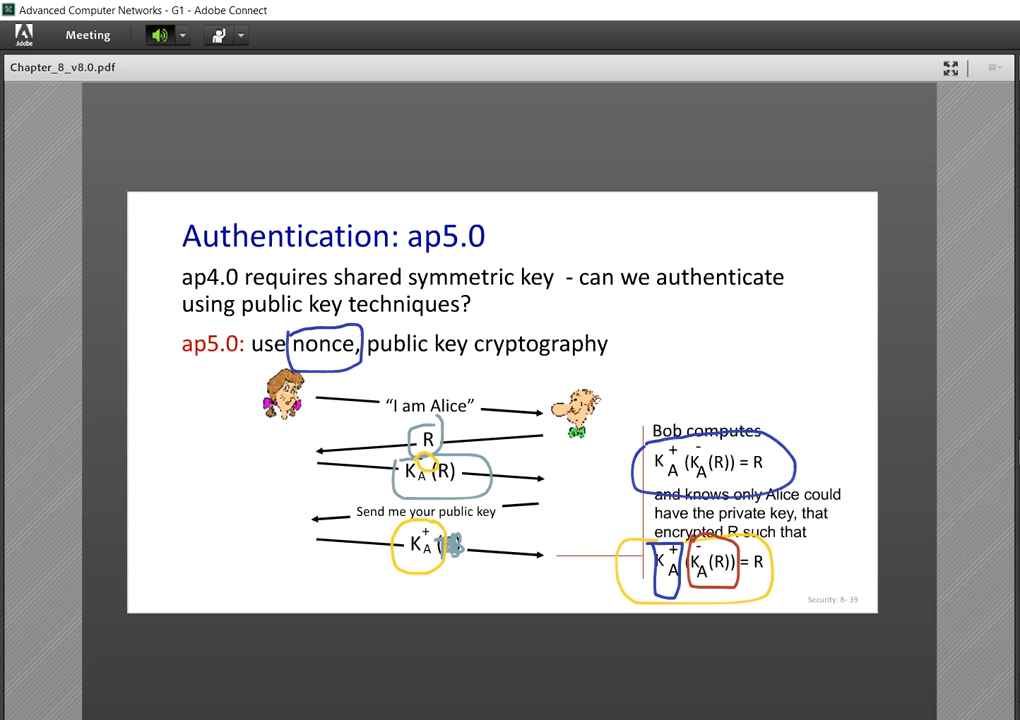 Advanced Computer Networks - G1 - Adobe Connect
Meeting
Chapter_8_v8.0.pdf
Authentication: ap5.0
ap4.0 requires shared symmetric key - can we authenticate
using public key techniques?
ap5.0: use nonce, public key cryptography
“I am Alice”
R
K A - (R)
Send me your public key
K A + (
Bob computes
K A + (K A - (R)) = R
and knows only Alice could
have the private key, that
encrypted R such that
K A + (K A - (R)) = R
Security: 8- 39